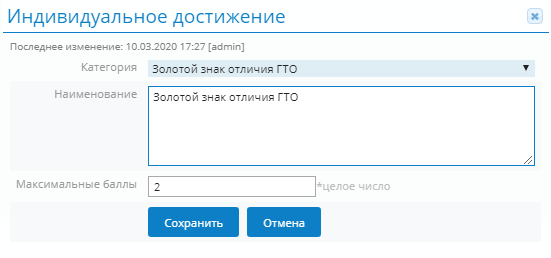 Индивидуальное достижение
Последнее изменение: 10.03.2020 17:27 [admin]
Категория Золотой знак отличия ГТО
Наименование Золотой знак отличия ГТО
Максимальные баллы 2 *целое число
Сохранить Отмена